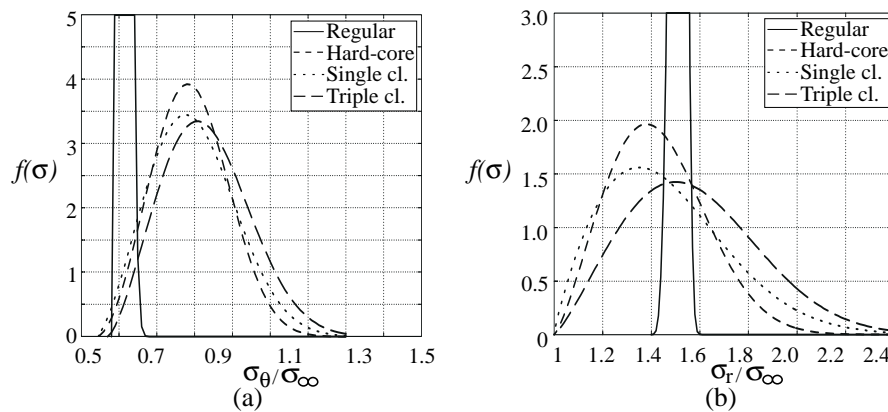 5
4
3
2
1
0
f(σ)
Regular
Hard-core
Single cl.
Triple cl.
0.5 0.7 0.9 1.1 1.3 1.5
σθ/σ∞
(a)
3.0
2.5
2.0
1.5
1.0
0.5
0
f(σ)
Regular
Hard-core
Single cl.
Triple cl.
1 1.2 1.4 1.6 1.8 2.0 2.2 2.4
σr/σ∞
(b)